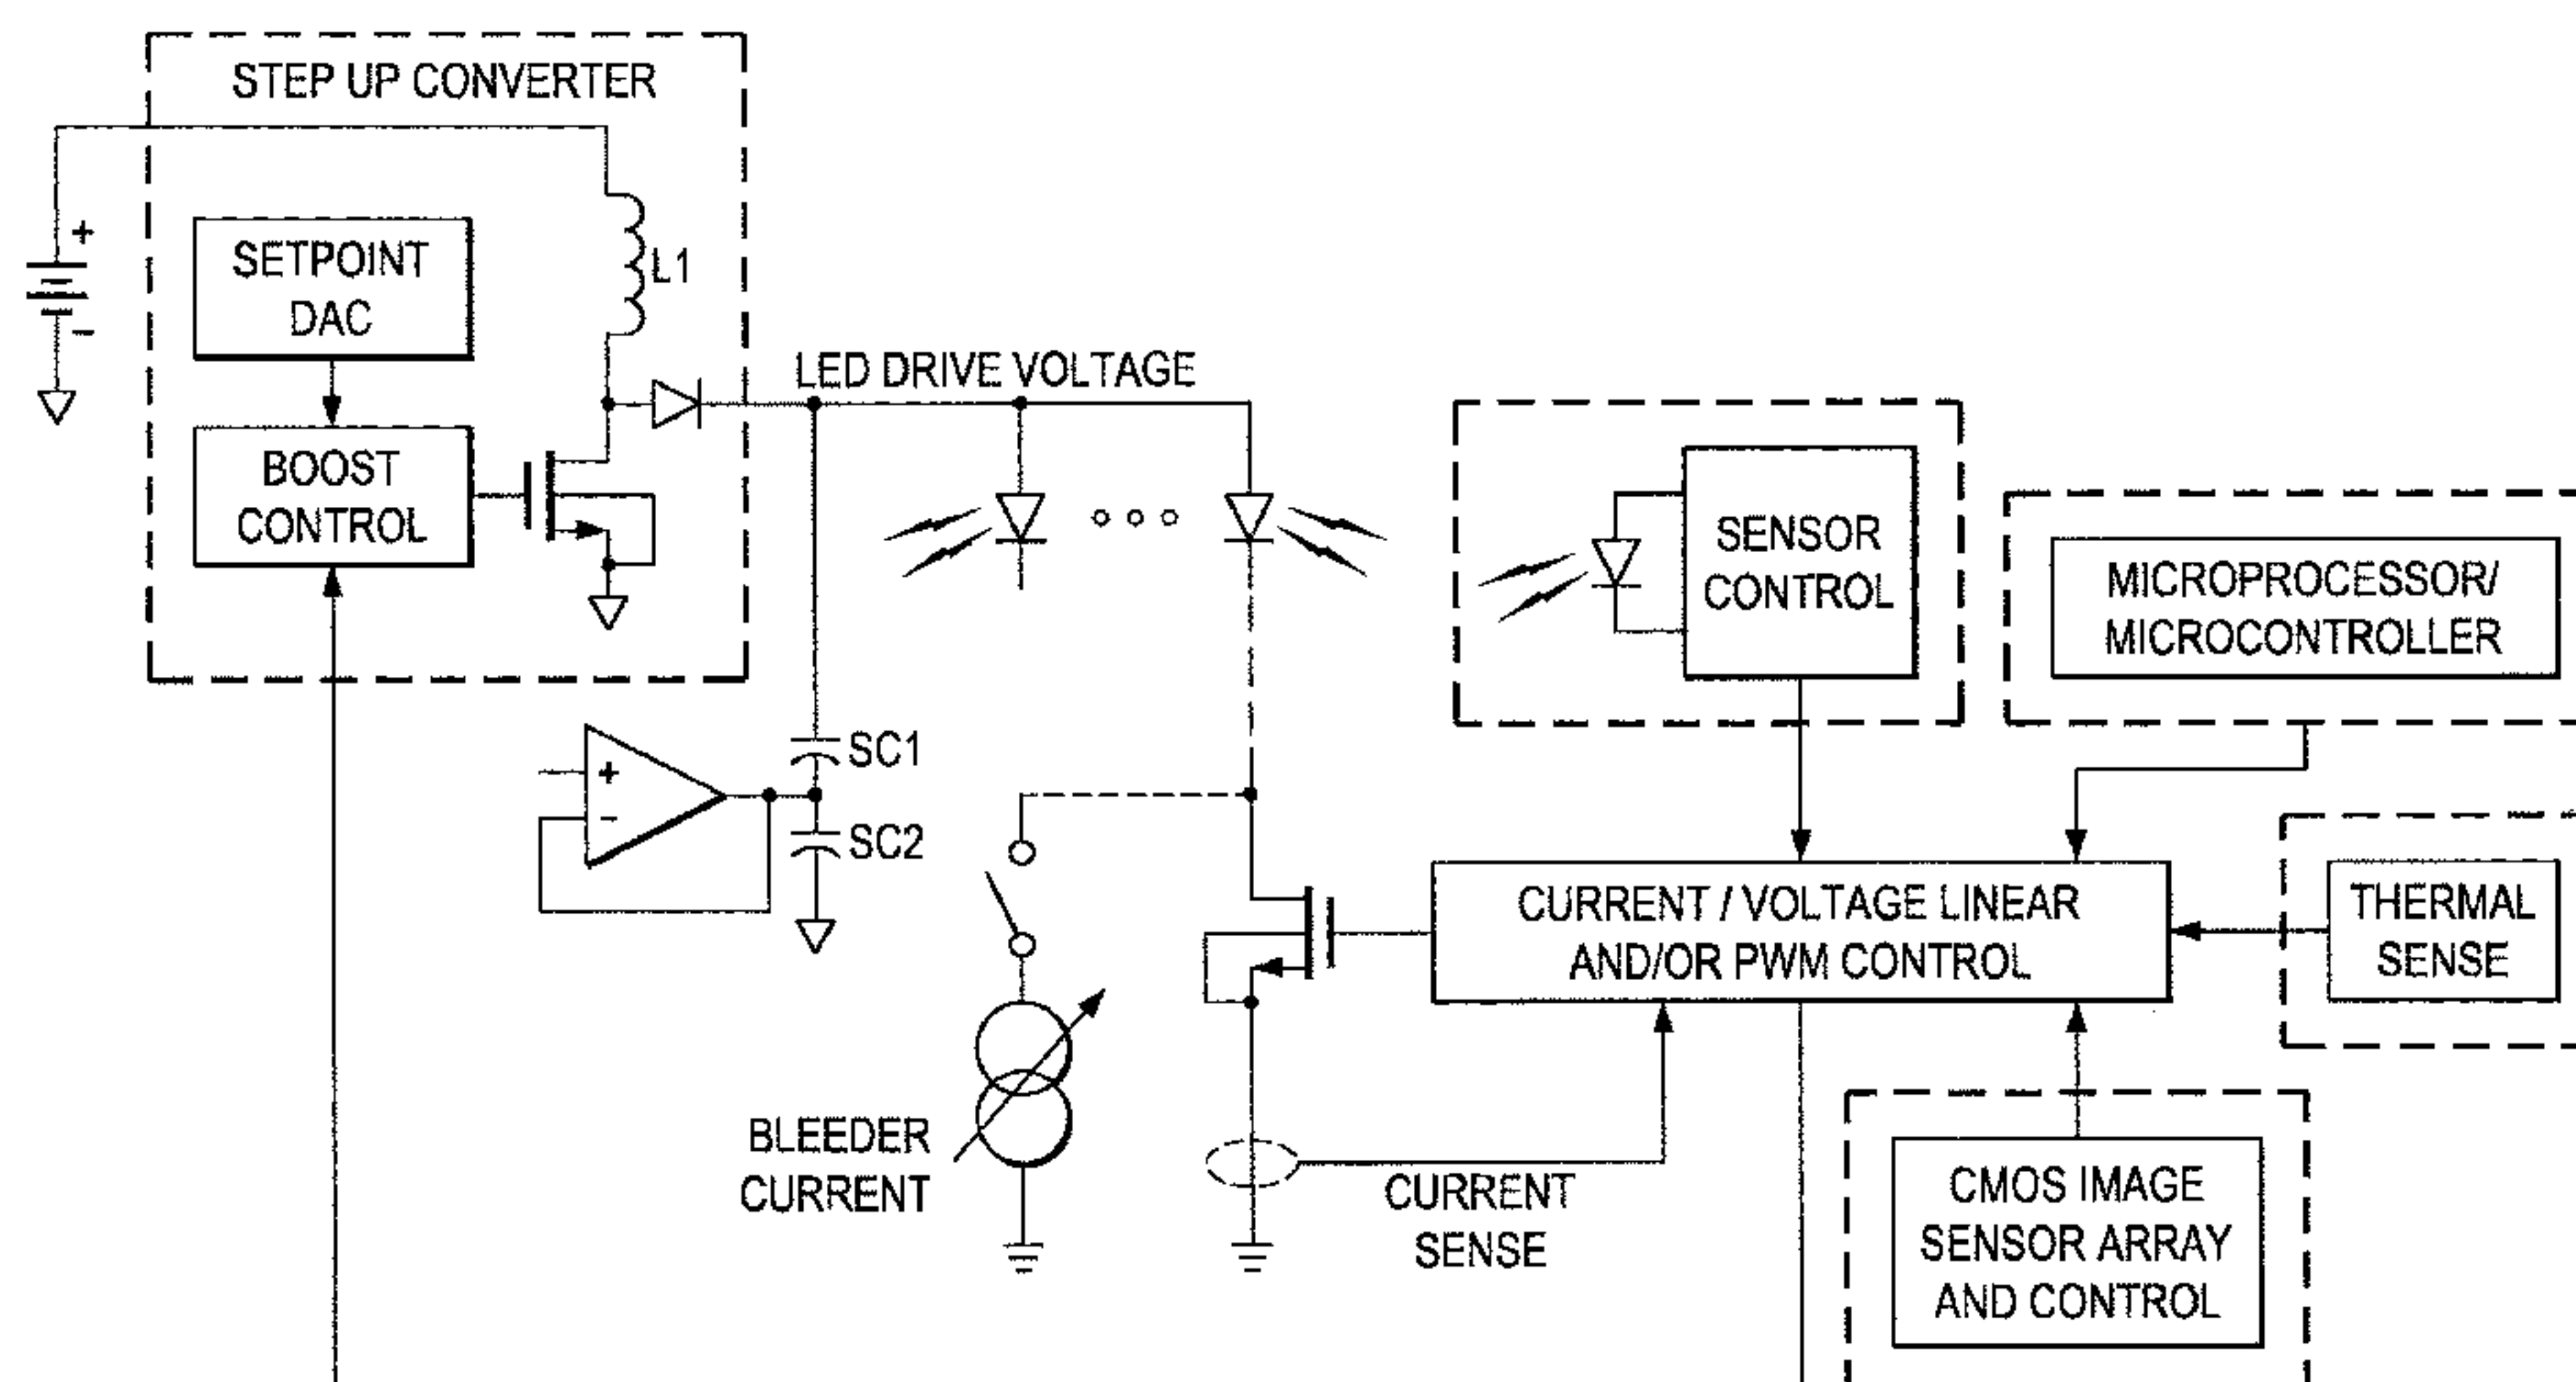 STEP UP CONVERTER
+
SETPOINT
DAC
L1
−
LED DRIVE VOLTAGE
BOOST
CONTROL
SENSOR
CONTROL
MICROPROCESSOR/
MICROCONTROLLER
SC1
+
−
SC2
CURRENT / VOLTAGE LINEAR
AND/OR PWM CONTROL
THERMAL
SENSE
BLEEDER
CURRENT
CURRENT
SENSE
CMOS IMAGE
SENSOR ARRAY
AND CONTROL